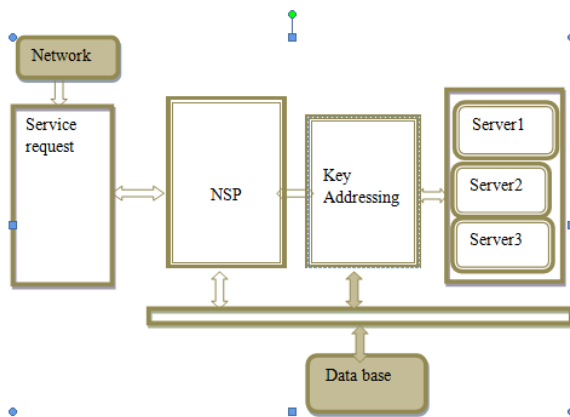 Network
Service
request
NSP
Key
Addressing
Server1
Server2
Server3
Data base